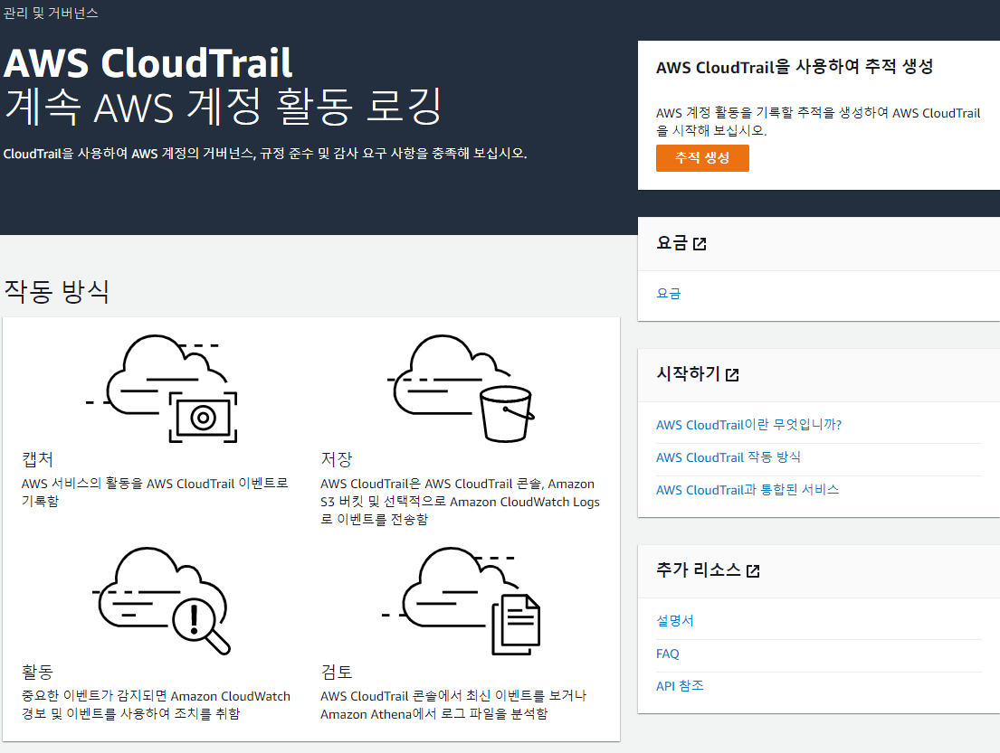 관리 및 거버넌스
AWS CloudTrail
계속 AWS 계정 활동 로깅
CloudTrail을 사용하여 AWS 계정의 거버넌스, 규정 준수 및 감사 요구 사항을 충족해 보십시오.
AWS CloudTrail을 사용하여 추적 생성
AWS 계정 활동을 기록할 추적을 생성하여 AWS CloudTrail
을 시작해 보십시오.
추적 생성
요금
요금
작동 방식
캡처
AWS 서비스의 활동을 AWS CloudTrail 이벤트로
기록함
저장
AWS CloudTrail은 AWS CloudTrail 콘솔, Amazon
S3 버킷 및 선택적으로 Amazon CloudWatch Logs
로 이벤트를 전송함
활동
중요한 이벤트가 감지되면 Amazon CloudWatch
경보 및 이벤트를 사용하여 조치를 취함
검토
AWS CloudTrail 콘솔에서 최신 이벤트를 보거나
Amazon Athena에서 로그 파일을 분석함
시작하기
AWS CloudTrail이란 무엇입니까?
AWS CloudTrail 작동 방식
AWS CloudTrail과 통합된 서비스
추가 리소스
설명서
FAQ
API 참조